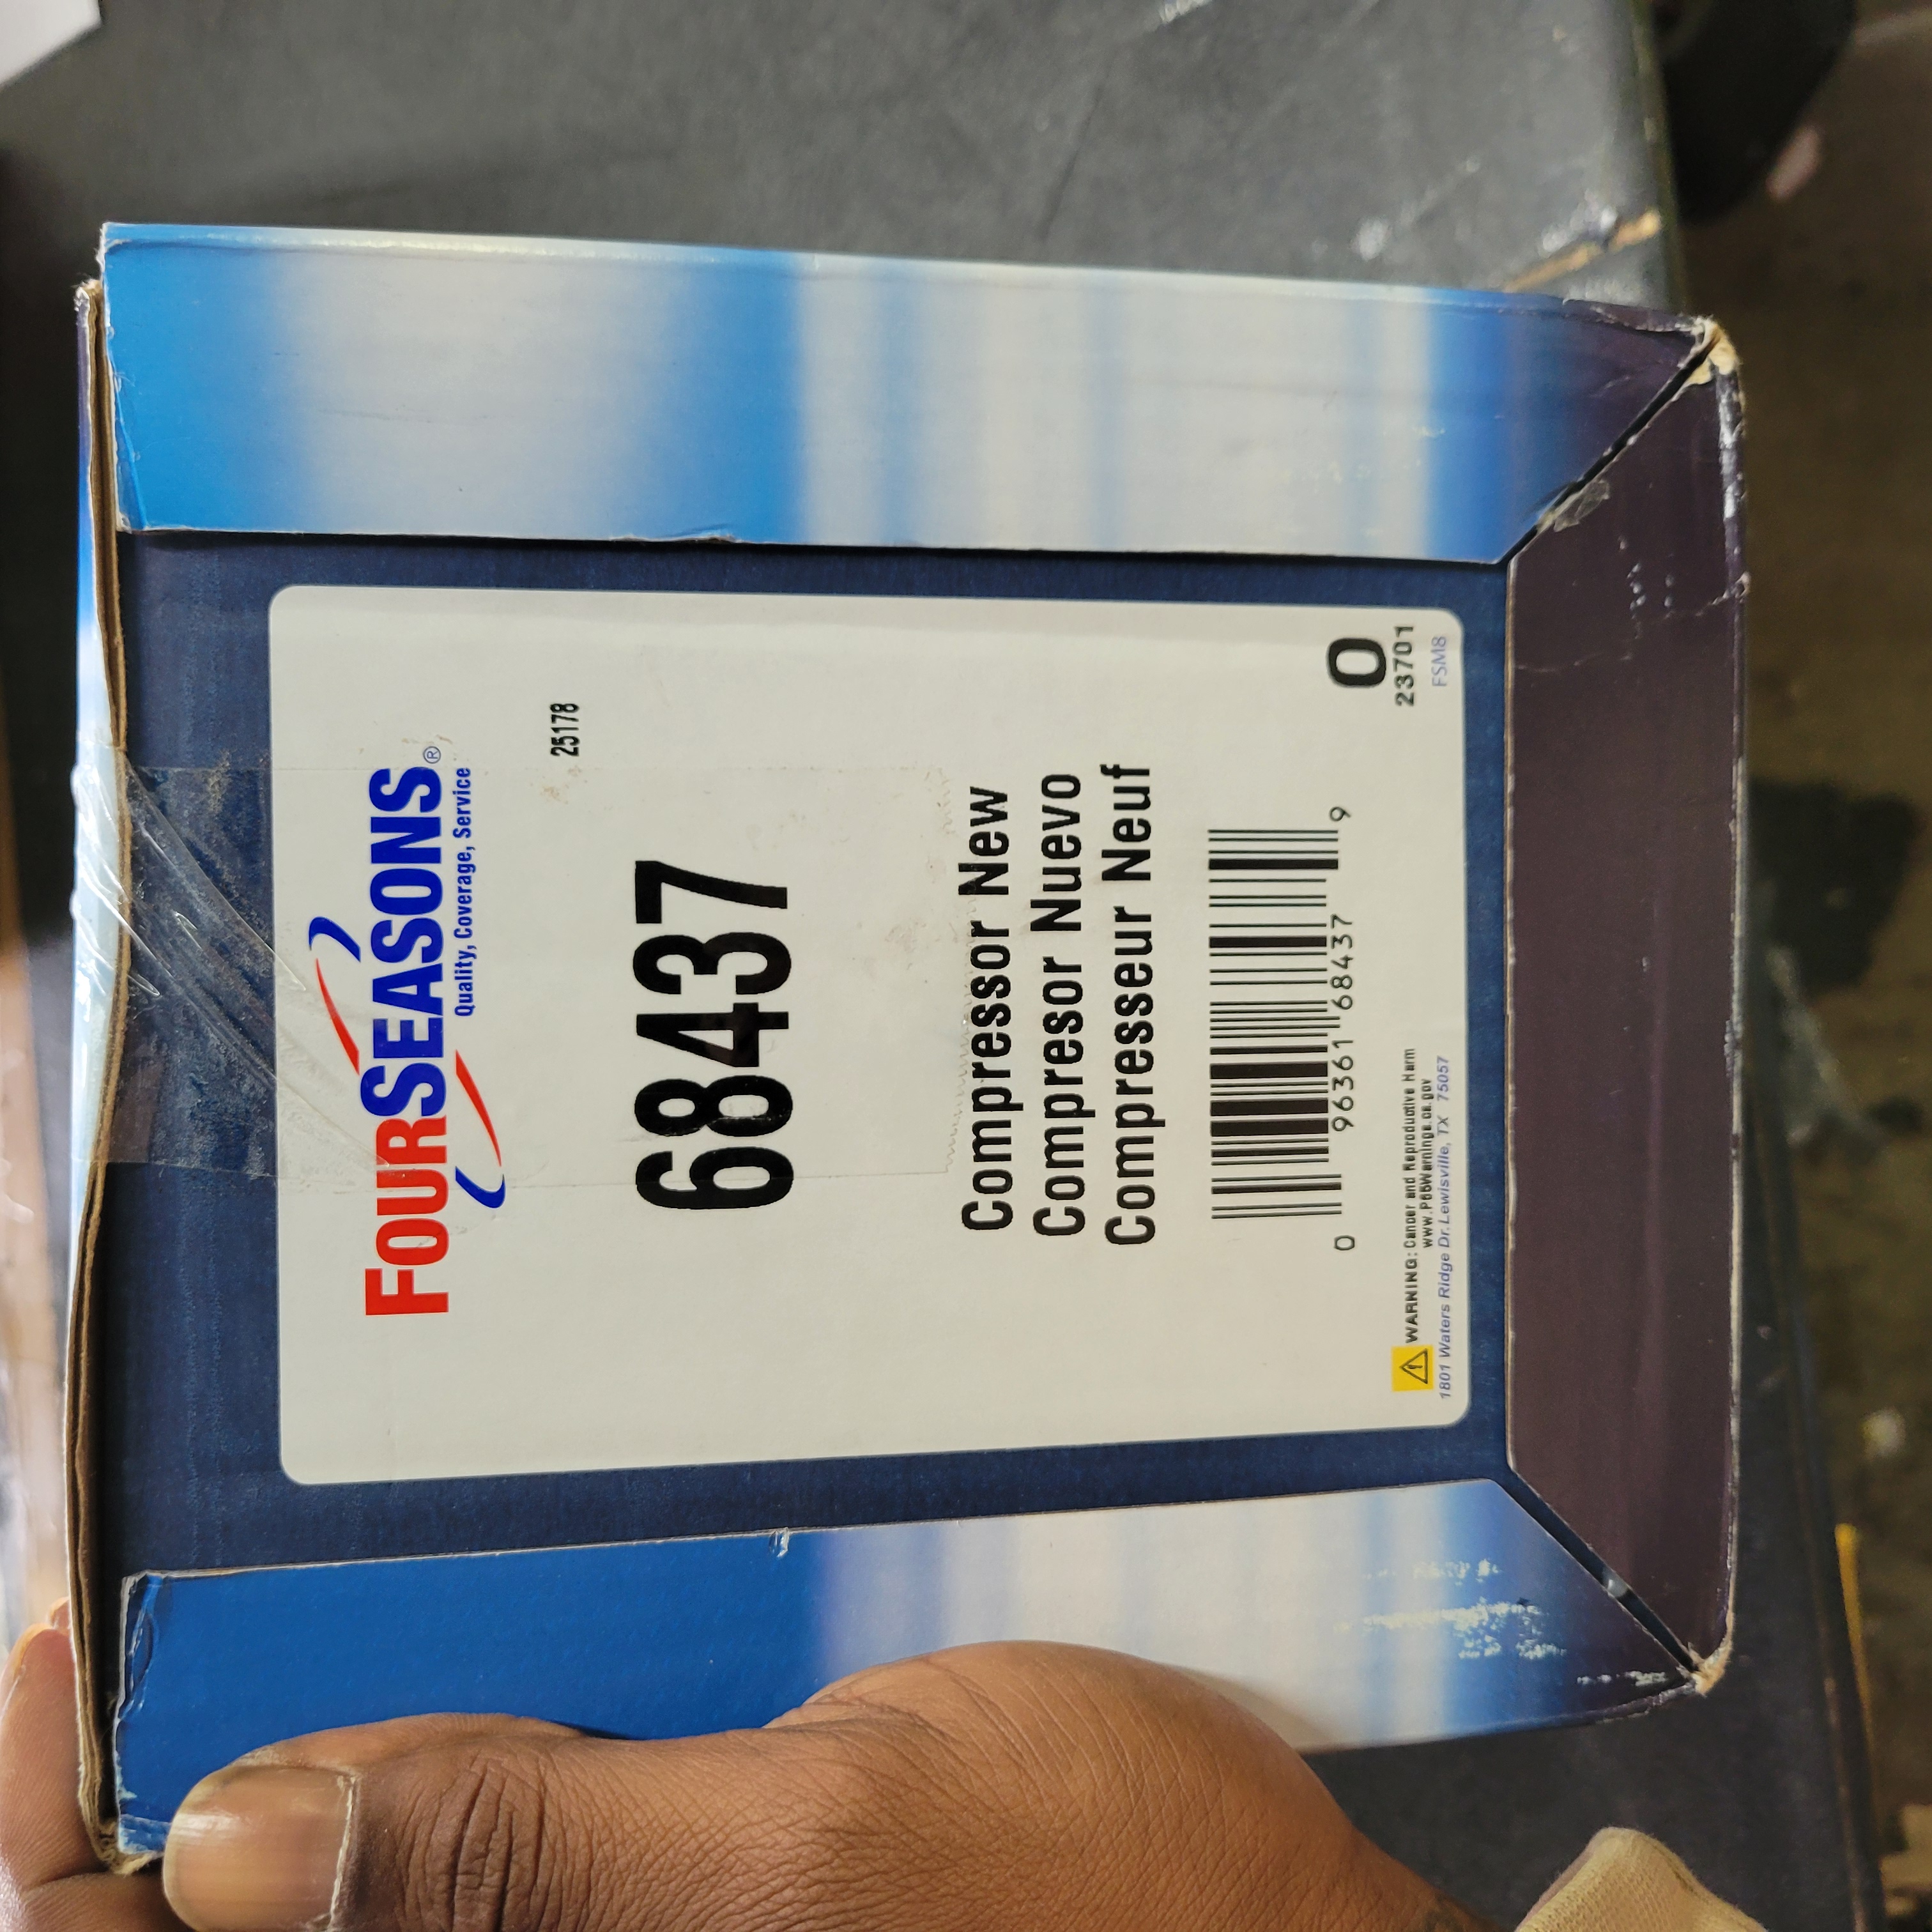 FOURSEASONS®
Quality, Coverage, Service
25178
68437
Compressor New
Compresor Nuevo
Compresseur Neuf
0 96361 68437 9
O
23701
FSM8
WARNING: Cancer and Reproductive Harm
www.P65Warnings.ca.gov
1801 Waters Ridge Dr. Lewisville, TX 75057